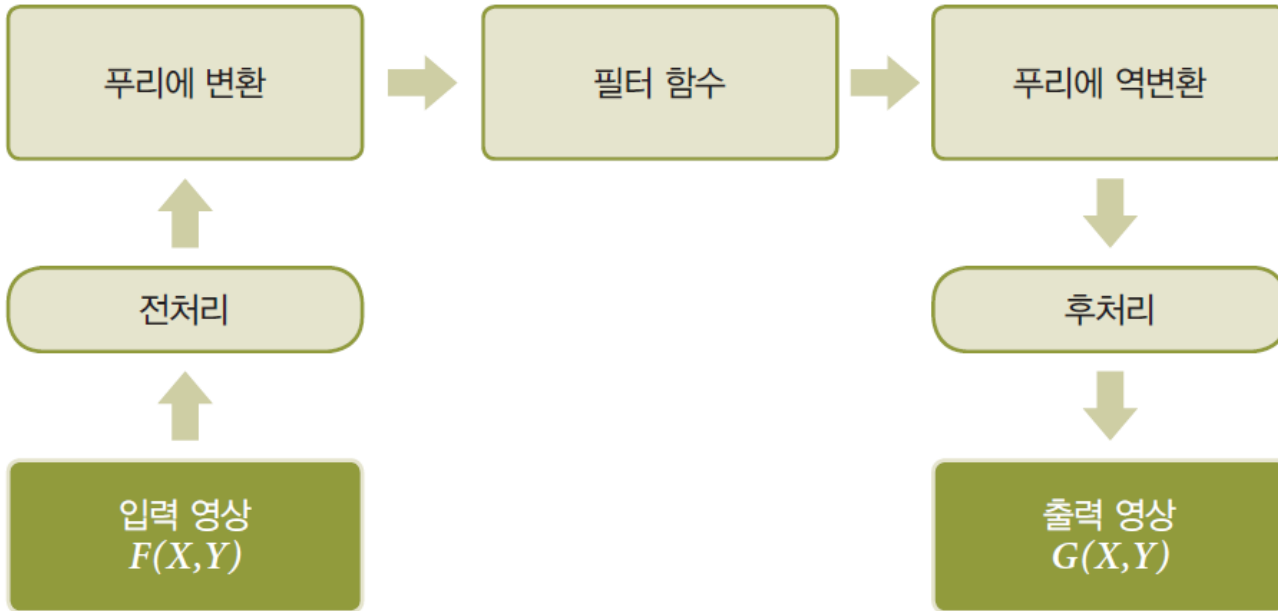 푸리에 변환
필터 함수
푸리에 역변환
전처리
후처리
입력 영상
F(X,Y)
출력 영상
G(X,Y)